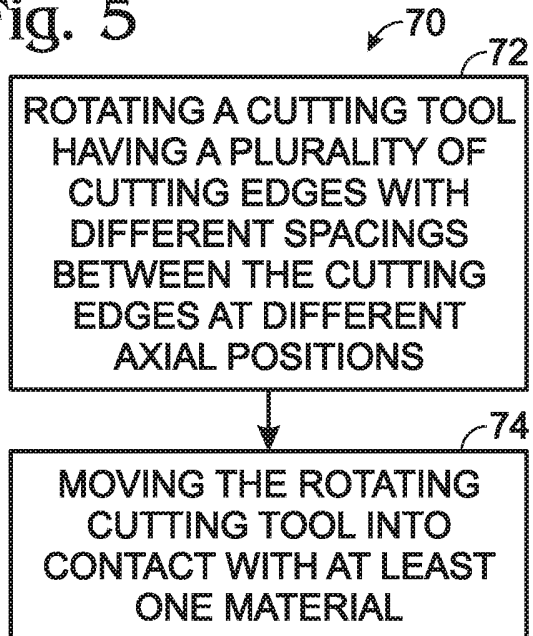 Fig. 5
70
72
ROTATING A CUTTING TOOL
HAVING A PLURALITY OF
CUTTING EDGES WITH
DIFFERENT SPACINGS
BETWEEN THE CUTTING
EDGES AT DIFFERENT
AXIAL POSITIONS
74
MOVING THE ROTATING
CUTTING TOOL INTO
CONTACT WITH AT LEAST
ONE MATERIAL